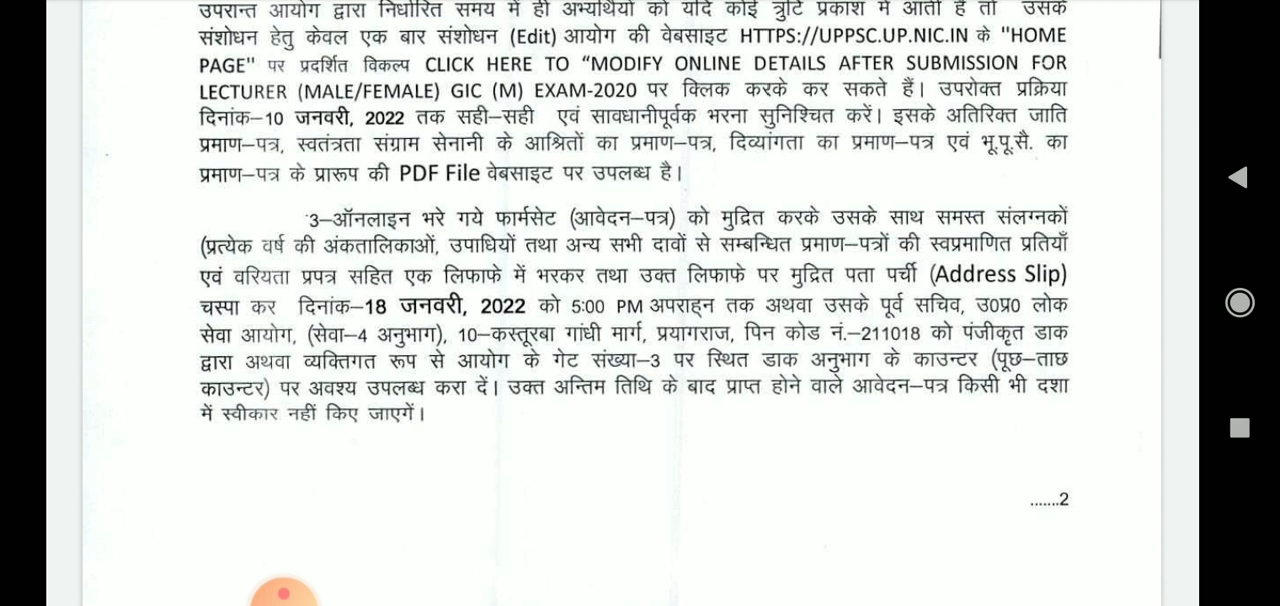 उपरान्त आयोग द्वारा निर्धारित समय में ही अभ्यर्थियों को यदि कोई त्रुटि प्रकाश में आती है तो उसके
संशोधन हेतु केवल एक बार संशोधन (Edit) आयोग की वेबसाइट HTTPS://UPPSC.UP.NIC.IN के "HOME
PAGE" पर प्रदर्शित विकल्प CLICK HERE TO “MODIFY ONLINE DETAILS AFTER SUBMISSION FOR
LECTURER (MALE/FEMALE) GIC (M) EXAM-2020 पर क्लिक करके कर सकते हैं। उपरोक्त प्रक्रिया
दिनांक–10 जनवरी, 2022 तक सही–सही एवं सावधानीपूर्वक भरना सुनिश्चित करें। इसके अतिरिक्त जाति
प्रमाण–पत्र, स्वतंत्रता संग्राम सेनानी के आश्रितों का प्रमाण–पत्र, दिव्यांगता का प्रमाण–पत्र एवं भू.पू.सै. का
प्रमाण–पत्र के प्रारूप की PDF File वेबसाइट पर उपलब्ध है।
3–ऑनलाइन भरे गये फार्मसेट (आवेदन–पत्र) को मुद्रित करके उसके साथ समस्त संलग्नकों
(प्रत्येक वर्ष की अंकतालिकाओं, उपाधियों तथा अन्य सभी दावों से सम्बन्धित प्रमाण–पत्रों की स्वप्रमाणित प्रतियाँ
एवं वरियता प्रपत्र सहित एक लिफाफे में भरकर तथा उक्त लिफाफे पर मुद्रित पता पर्ची (Address Slip)
चस्पा कर दिनांक–18 जनवरी, 2022 को 5:00 PM अपराह्न तक अथवा उसके पूर्व सचिव, उ0प्र0 लोक
सेवा आयोग, (सेवा–4 अनुभाग), 10–कस्तूरबा गांधी मार्ग, प्रयागराज, पिन कोड नं.–211018 को पंजीकृत डाक
द्वारा अथवा व्यक्तिगत रूप से आयोग के गेट संख्या–3 पर स्थित डाक अनुभाग के काउन्टर (पूछ–ताछ
काउन्टर) पर अवश्य उपलब्ध करा दें। उक्त अन्तिम तिथि के बाद प्राप्त होने वाले आवेदन–पत्र किसी भी दशा
में स्वीकार नहीं किए जाएगें।
.......2